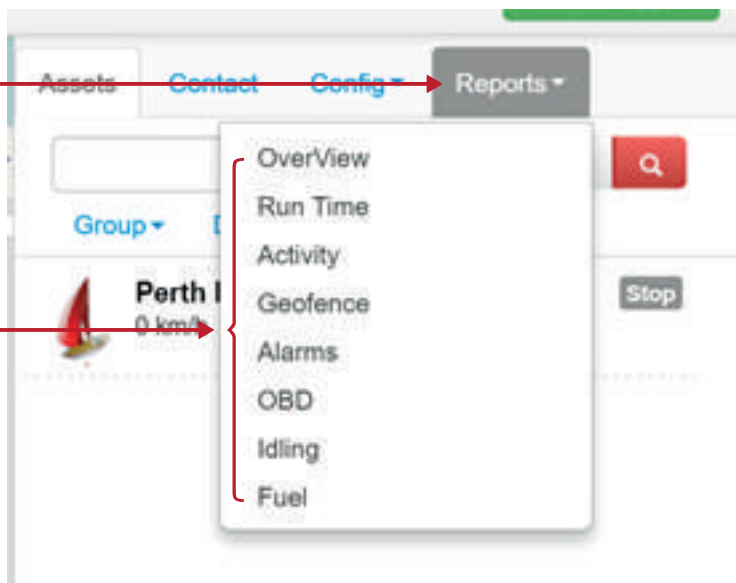 Assets Contact Config Reports
OverView
Group
Run Time
Activity
Perth
Geofence
Stop
0 km/h
Alarms
OBD
Idling
Fuel